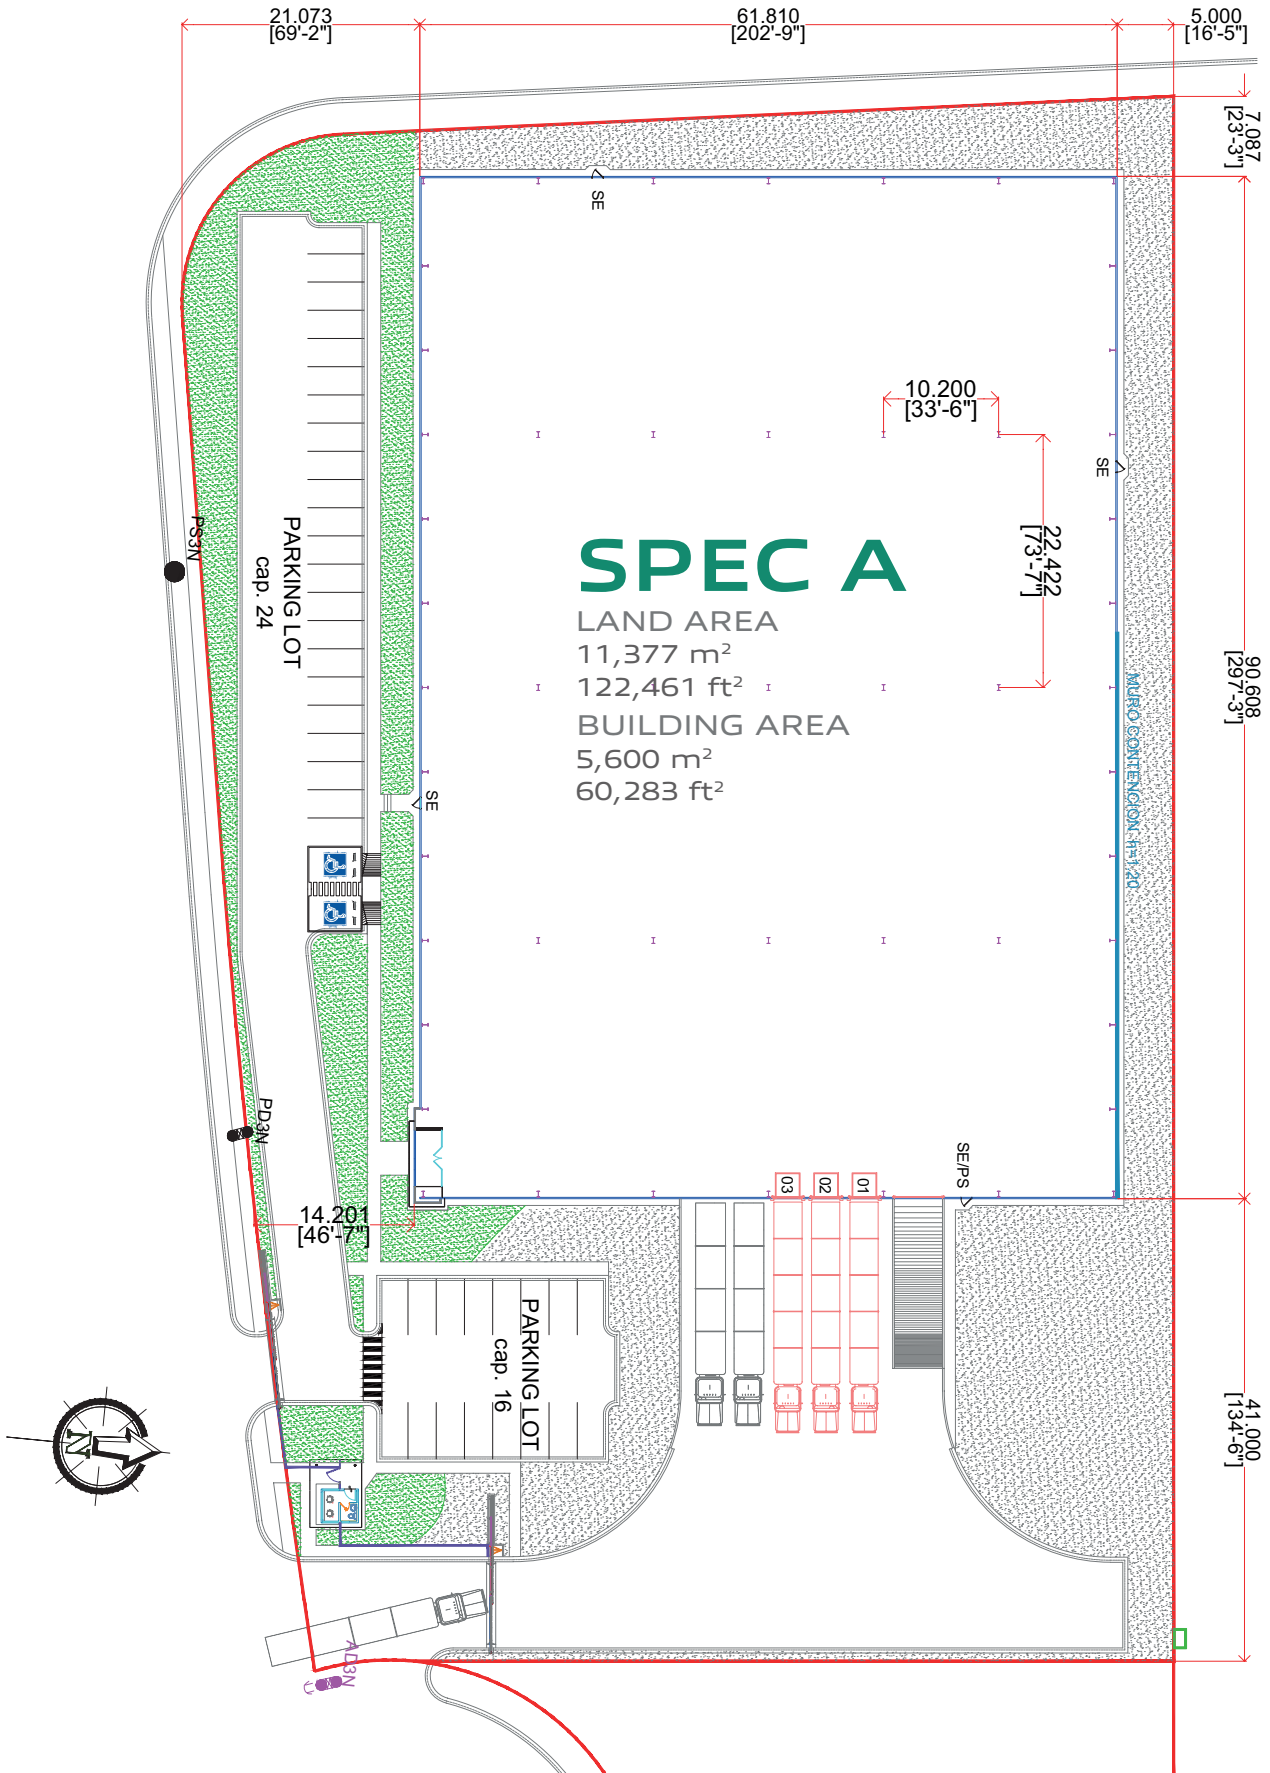 21.073
[69'-2"]
61.810
[202'-9"]
5.000
[16'-5"]
7.087
[23'-3"]
SE
10.200
[33'-6"]
SE
22.422
[73'-7"]
PS3N
PARKING LOT
cap. 24
SPEC A
LAND AREA
11,377 m²
122,461 ft²
BUILDING AREA
5,600 m²
60,283 ft²
90.608
[297'-3"]
MURO CONTENCION h=1.20
SE
PD3N
SE/PS
03
02
01
14.201
[46'-7"]
PARKING LOT
cap. 16
41.000
[134'-6"]
N
AD3N